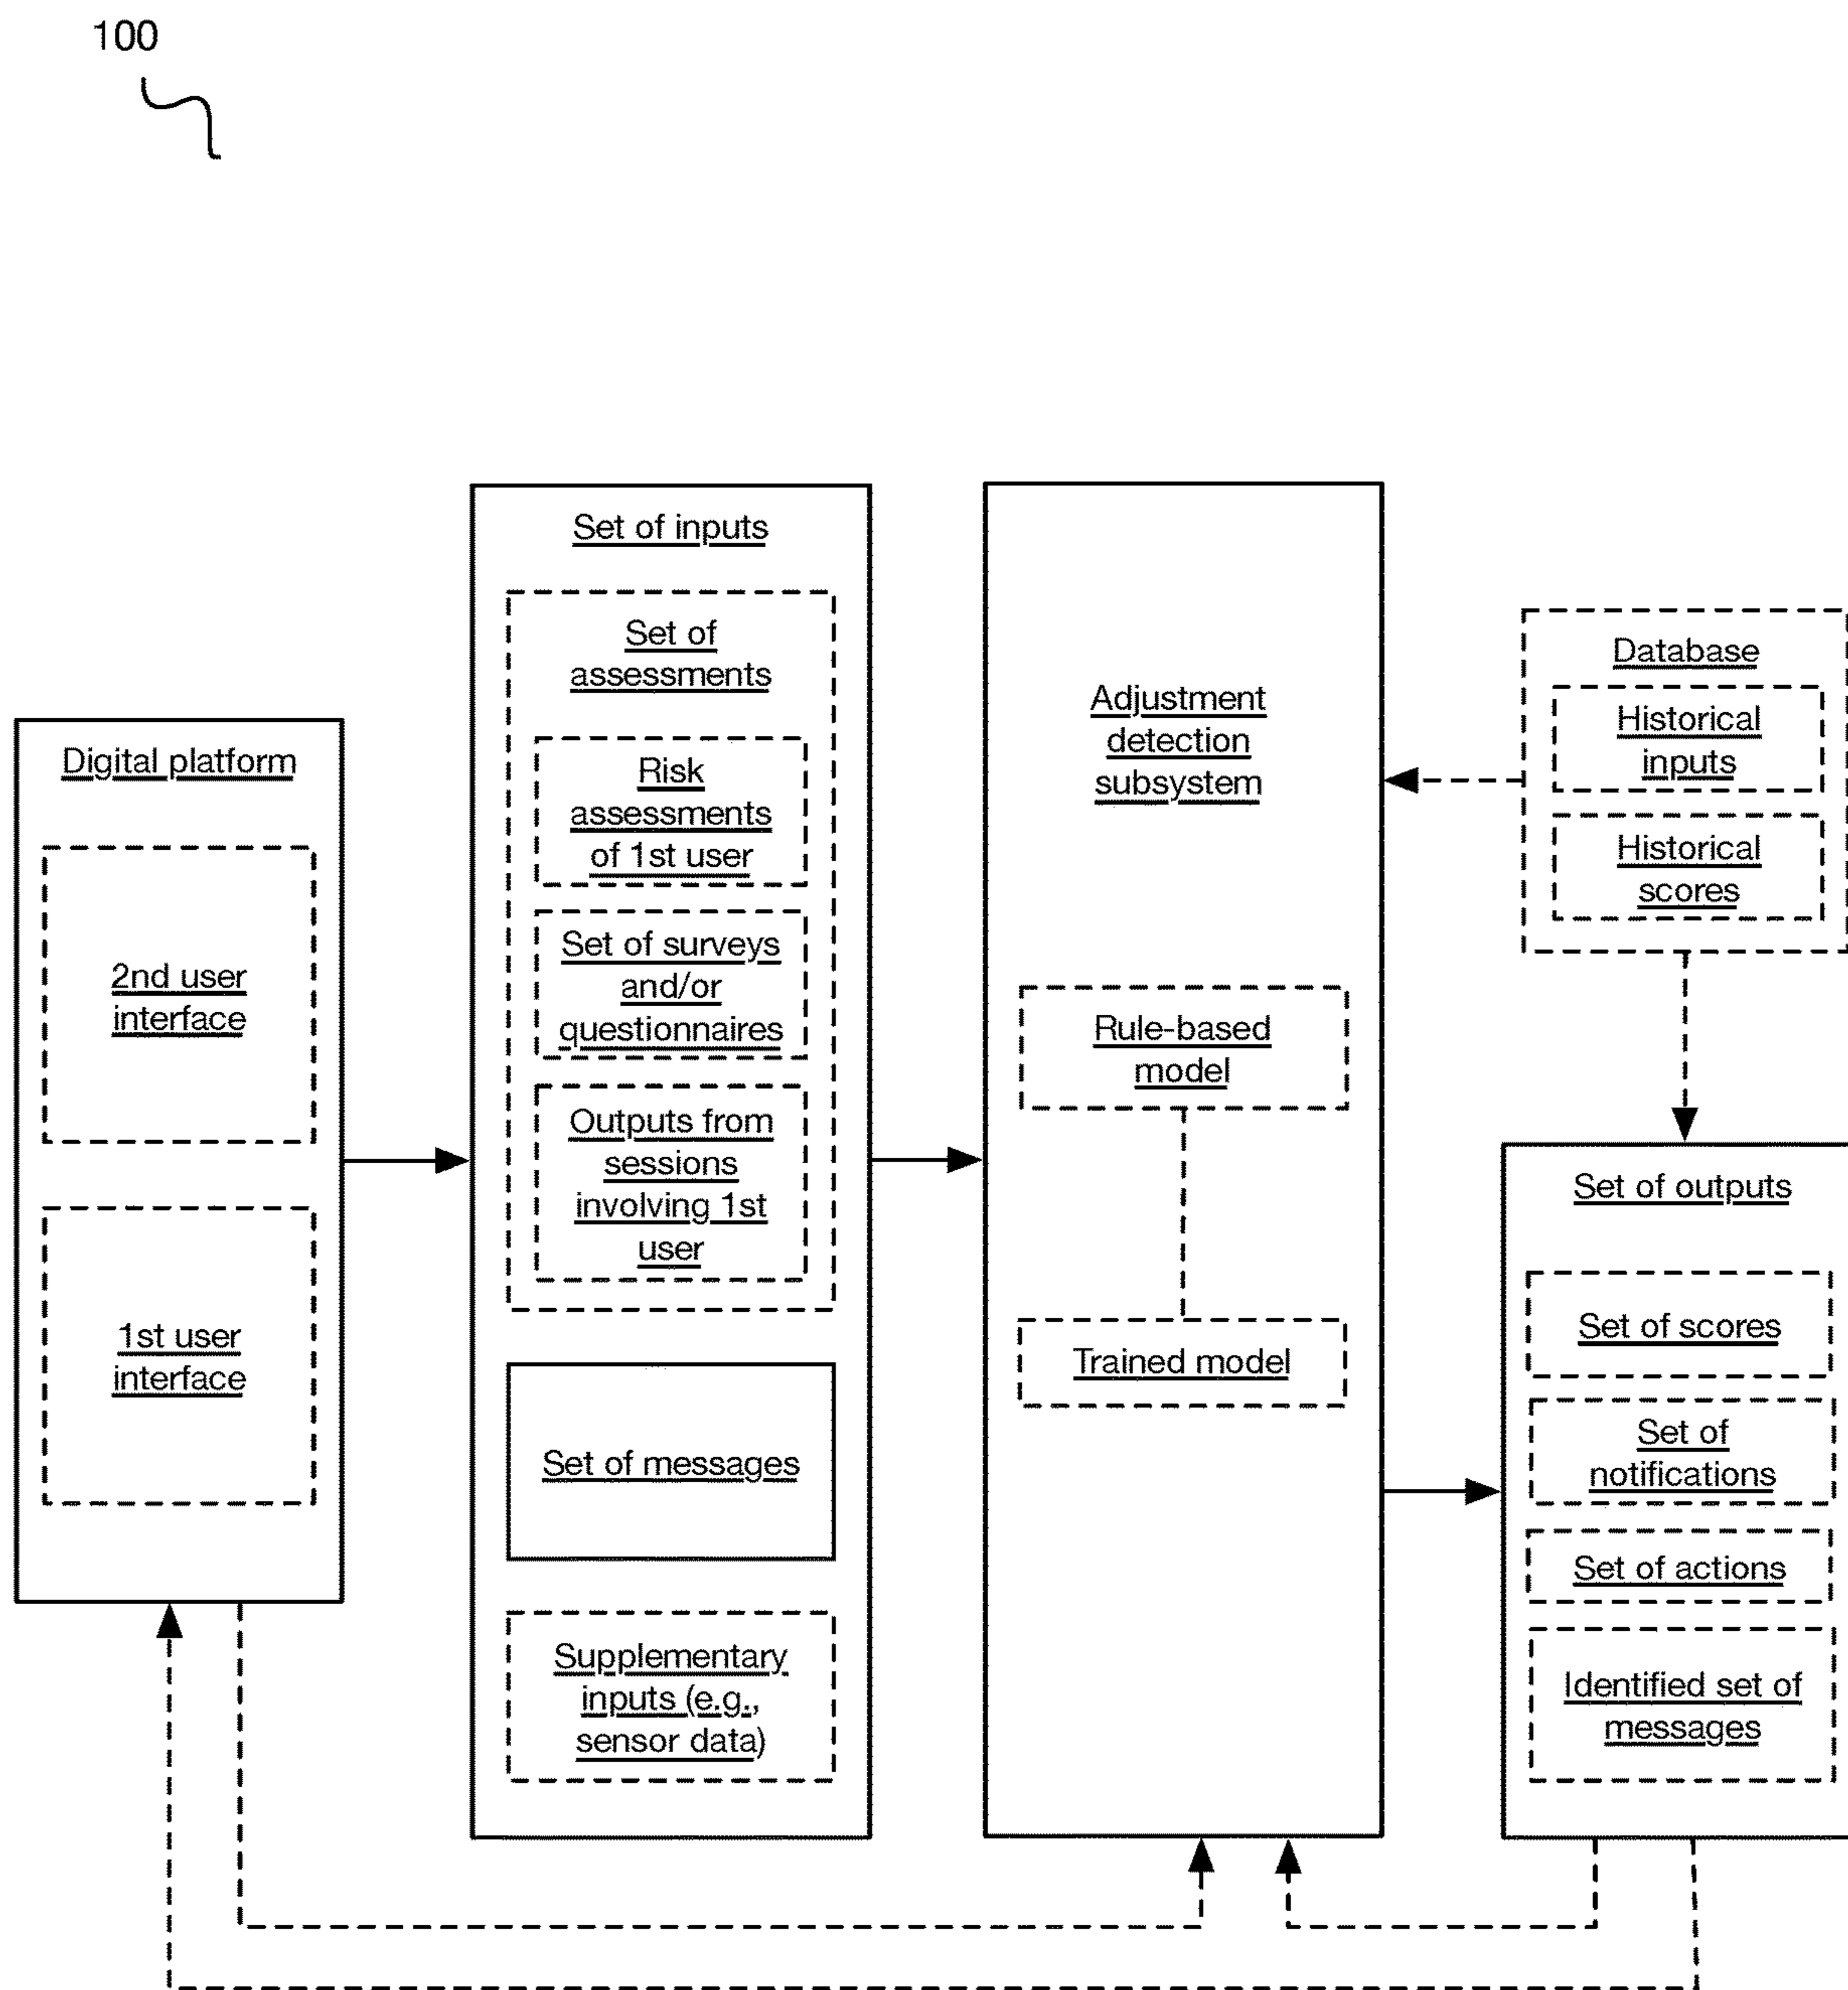 100
Digital platform
2nd user
interface
1st user
interface
Set of inputs
Set of
assessments
Risk
assessments
of 1st user
Set of surveys
and/or
questionnaires
Outputs from
sessions
involving 1st
user
Set of messages
Supplementary
inputs (e.g.,
sensor data)
Adjustment
detection
subsystem
Rule-based
model
Trained model
Database
Historical
inputs
Historical
scores
Set of outputs
Set of scores
Set of
notifications
Set of actions
Identified set of
messages